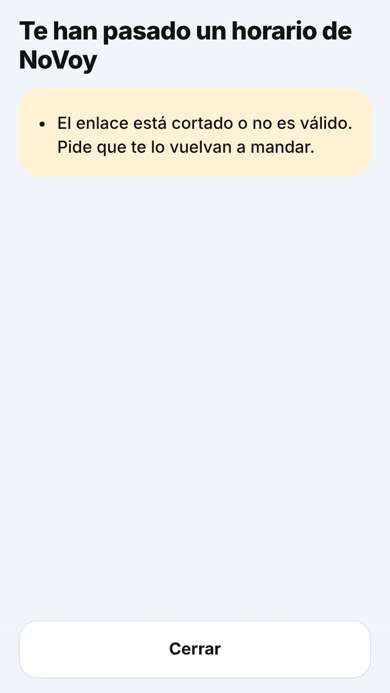 Te han pasado un horario de
NoVoy
• El enlace está cortado o no es válido.
Pide que te lo vuelvan a mandar.
Cerrar